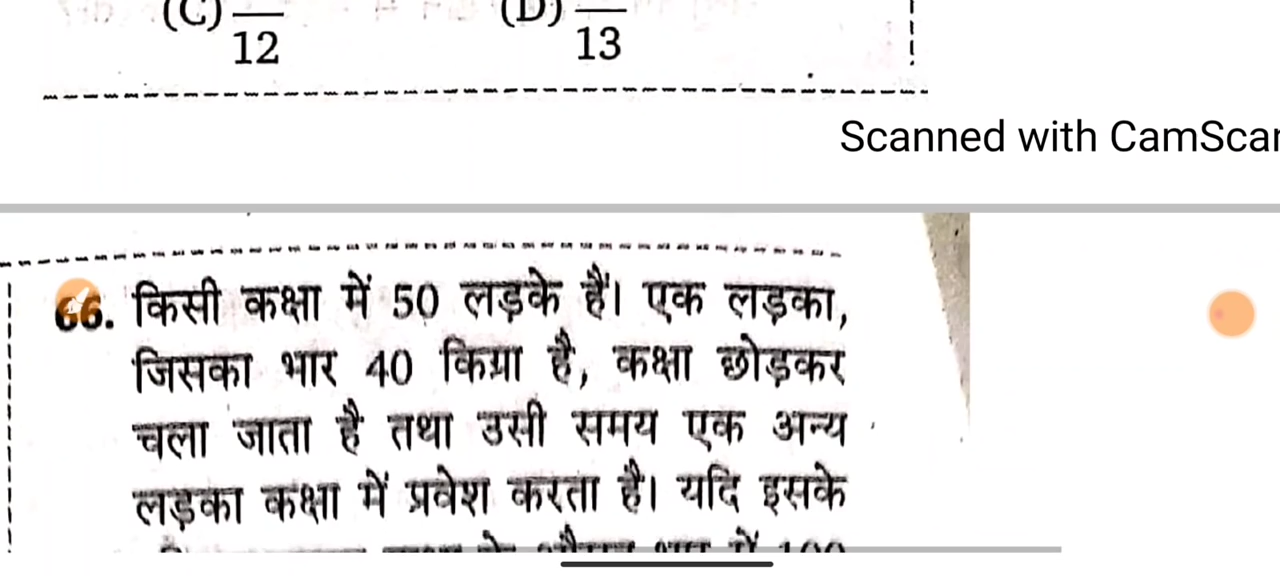 (C) 12
(D) 13
Scanned with CamScan
66. किसी कक्षा में 50 लड़के हैं। एक लड़का,
जिसका भार 40 किग्रा है, कक्षा छोड़कर
चला जाता है तथा उसी समय एक अन्य
लड़का कक्षा में प्रवेश करता है। यदि इसके